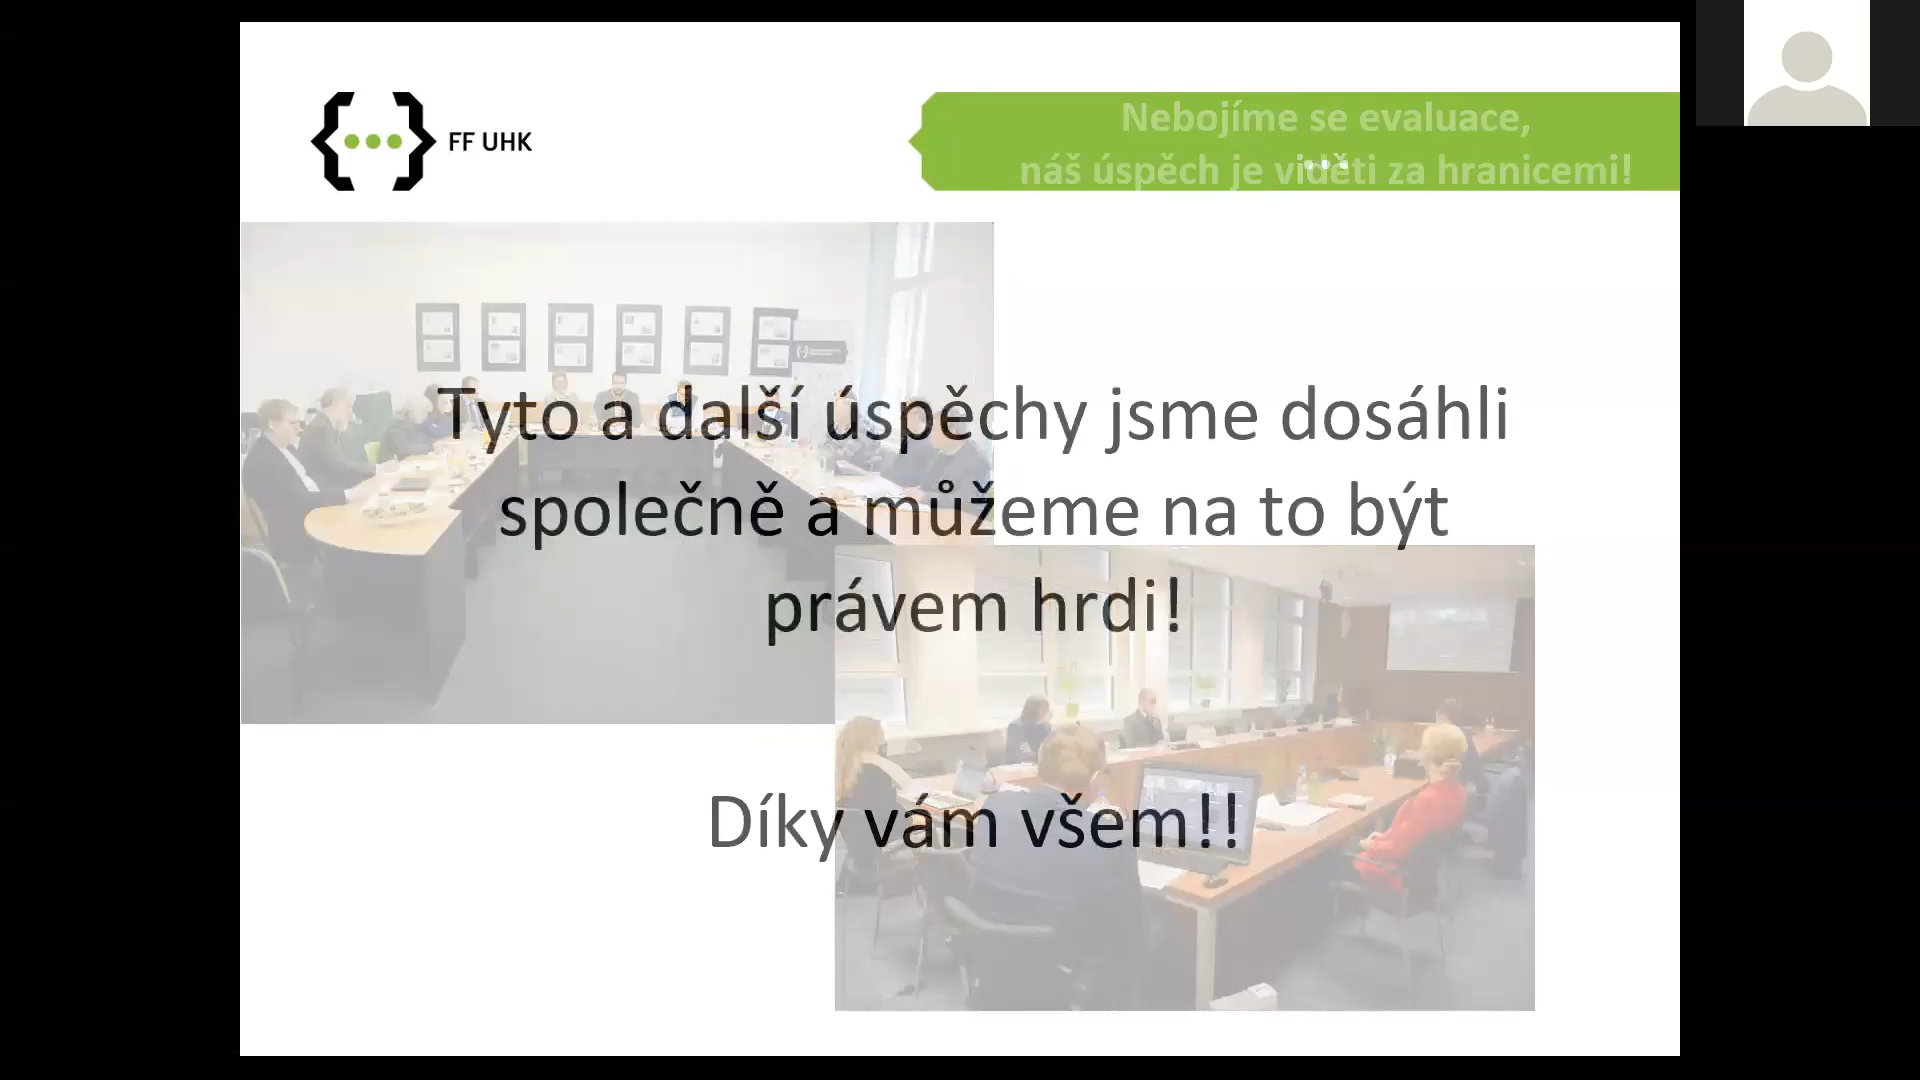 FF UHK
Nebojíme se evaluace,
náš úspěch je viděti za hranicemi!
Tyto a další úspěchy jsme dosáhli
společně a můžeme na to být
právem hrdi!
Díky vám všem!!